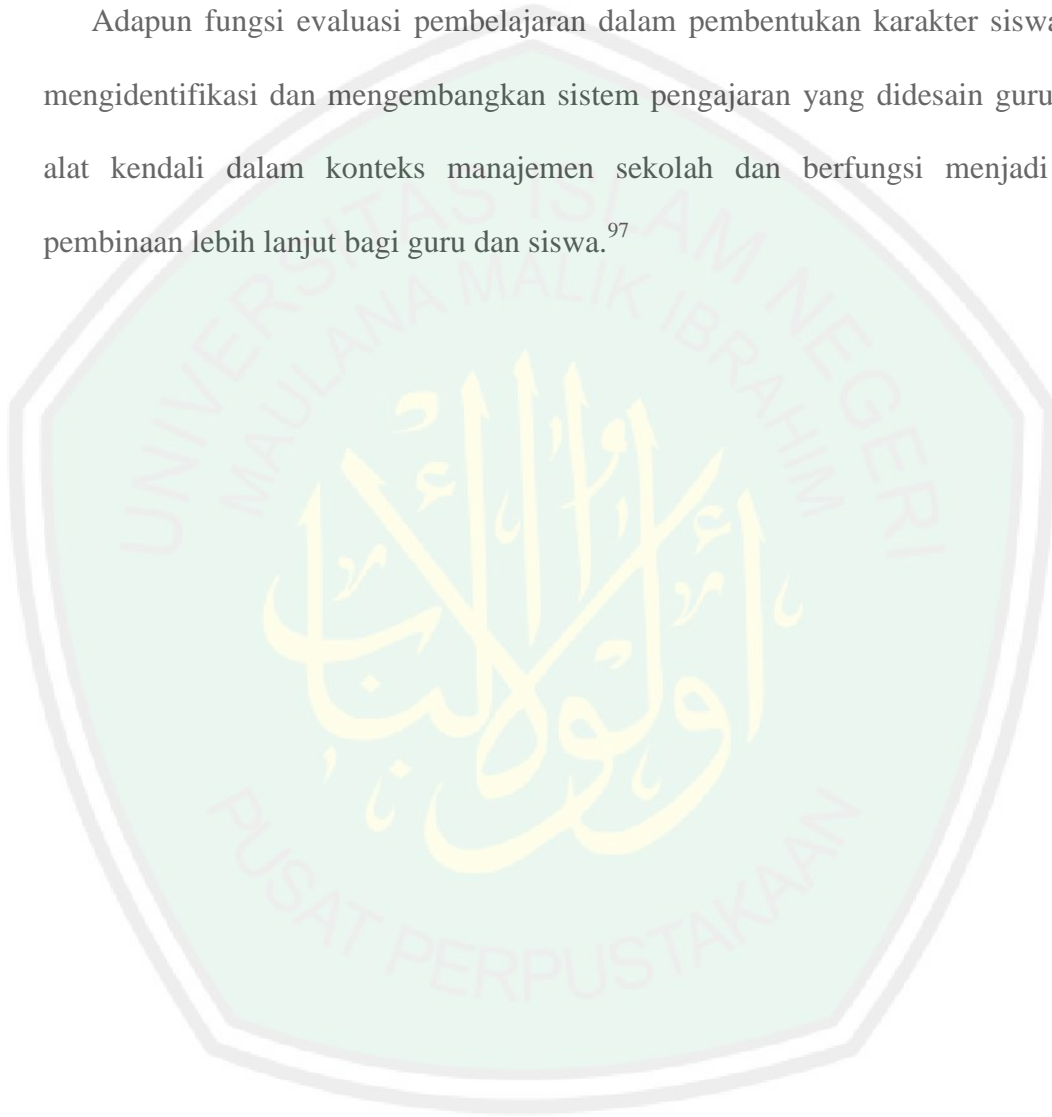 Adapun fungsi evaluasi pembelajaran dalam pembentukan karakter siswa
mengidentifikasi dan mengembangkan sistem pengajaran yang didesain guru
alat kendali dalam konteks manajemen sekolah dan berfungsi menjadi
pembinaan lebih lanjut bagi guru dan siswa.97
UNIVERSITAS ISLAM NEGERI
MAULANA MALIK IBRAHIM
أولو الألباب
PUSAT PERPUSTAKAAN